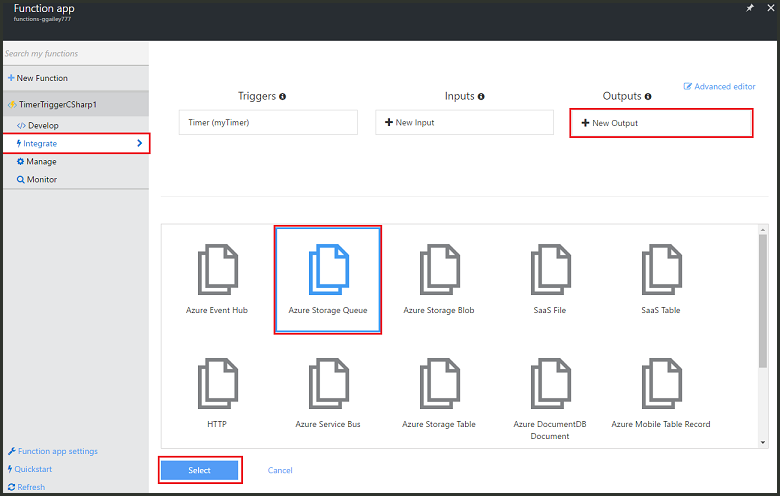 Function app
functions-ggailey777
Search my functions
+ New Function
TimerTriggerCSharp1
</> Develop
Integrate
Manage
Monitor
Function app settings
Quickstart
Refresh
Advanced editor
Triggers
Inputs
Outputs
Timer (myTimer)
+ New Input
+ New Output
Azure Event Hub
Azure Storage Queue
Azure Storage Blob
SaaS File
SaaS Table
HTTP
Azure Service Bus
Azure Storage Table
Azure DocumentDB
Document
Azure Mobile Table Record
Select
Cancel